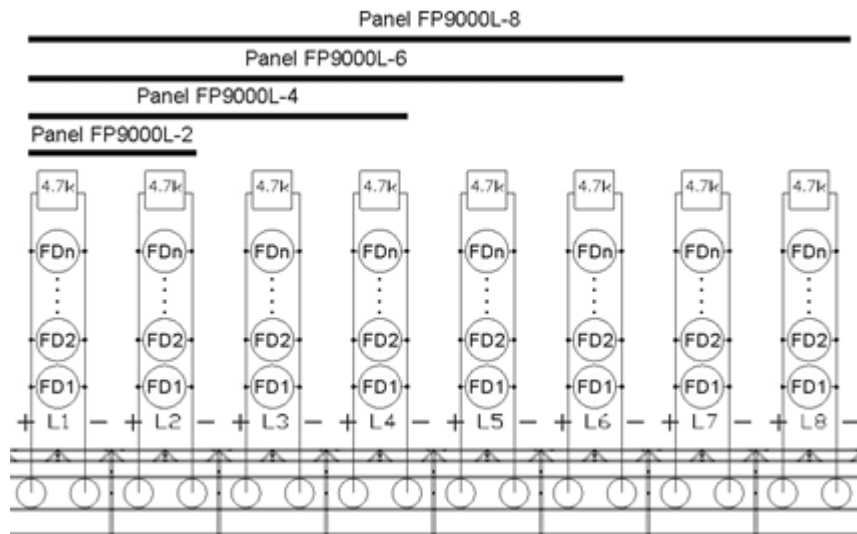 Panel FP9000L-8
Panel FP9000L-6
Panel FP9000L-4
Panel FP9000L-2
4.7k 4.7k 4.7k 4.7k 4.7k 4.7k 4.7k 4.7k
FDn FDn FDn FDn FDn FDn FDn FDn
FD2 FD2 FD2 FD2 FD2 FD2 FD2 FD2
FD1 FD1 FD1 FD1 FD1 FD1 FD1 FD1
+ L1 - + L2 - + L3 - + L4 - + L5 - + L6 - + L7 - + L8 -